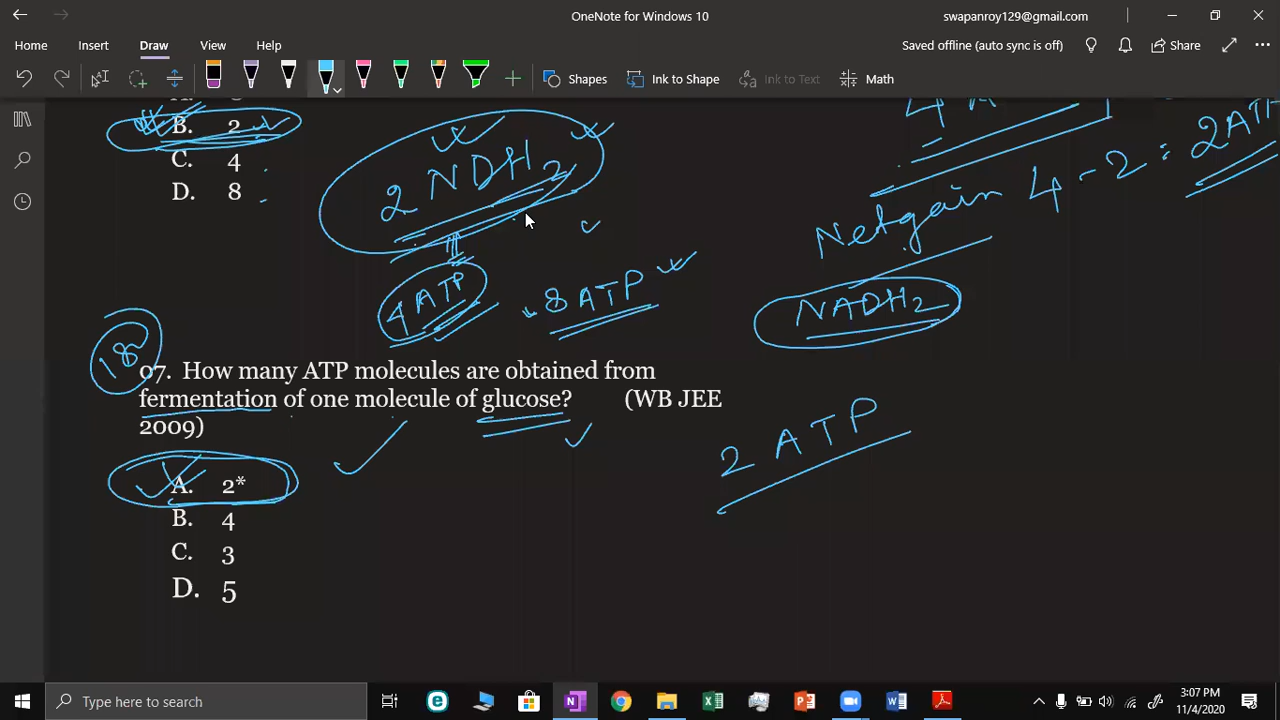 OneNote for Windows 10
swapanroy129@gmail.com
Home Insert Draw View Help
Saved offline (auto sync is off)
Share
Shapes
Ink to Shape
Ink to Text
Math
B. 2
C. 4
D. 8
2 NDH2
4 ATP
8 ATP
Netgain 4 - 2 = 2ATP
NADH2
18
07. How many ATP molecules are obtained from
fermentation of one molecule of glucose? (WB JEE
2009)
2 ATP
A. 2*
B. 4
C. 3
D. 5
Type here to search
3:07 PM
11/4/2020